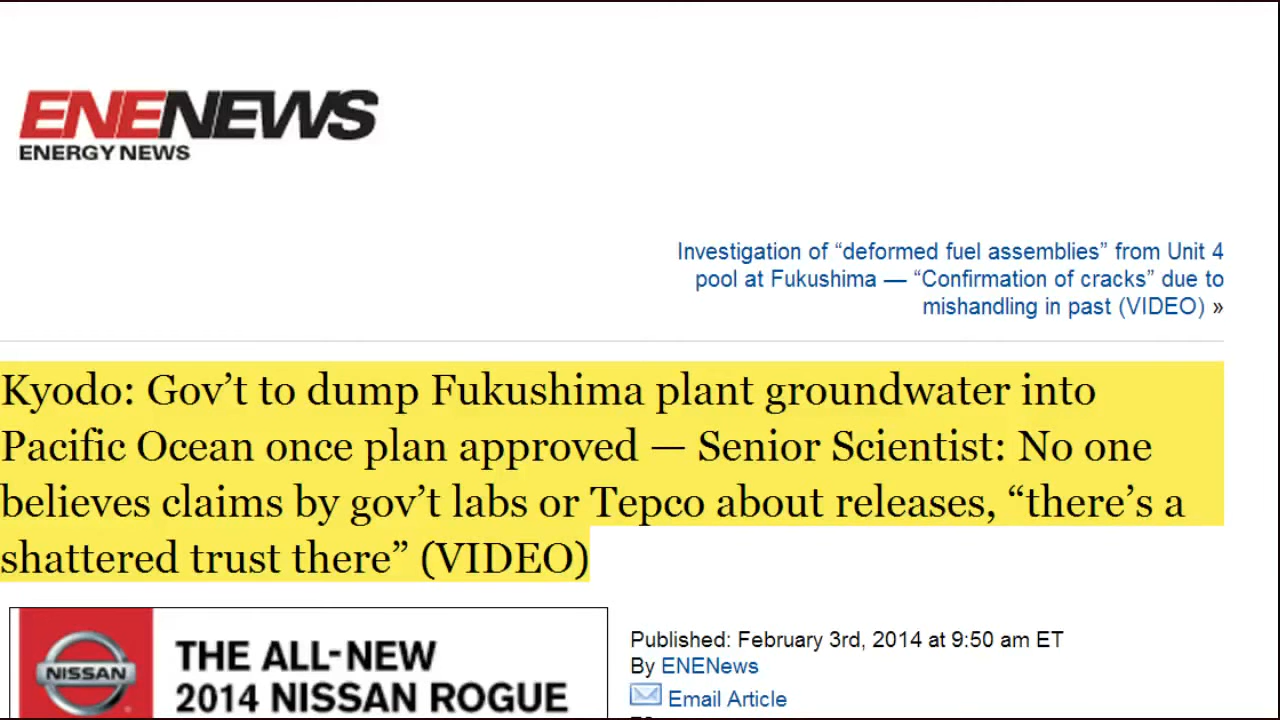 ENENEWS
ENERGY NEWS
Investigation of “deformed fuel assemblies” from Unit 4
pool at Fukushima — “Confirmation of cracks” due to
mishandling in past (VIDEO) »
Kyodo: Gov’t to dump Fukushima plant groundwater into
Pacific Ocean once plan approved — Senior Scientist: No one
believes claims by gov’t labs or Tepco about releases, “there’s a
shattered trust there” (VIDEO)
NISSAN
THE ALL-NEW
2014 NISSAN ROGUE
Published: February 3rd, 2014 at 9:50 am ET
By ENENews
Email Article